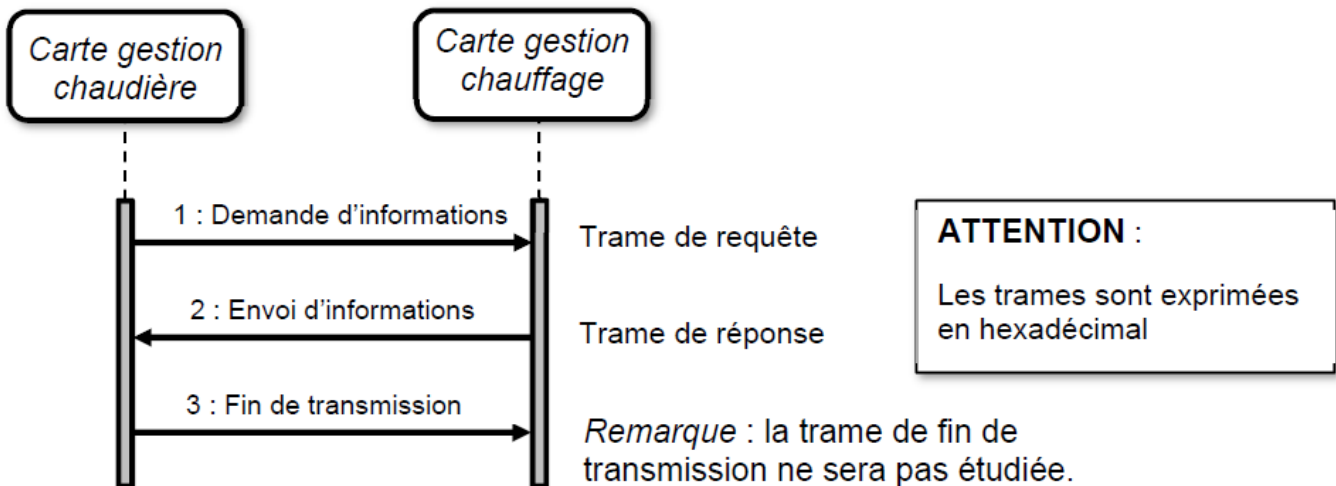 Carte gestion
chaudière
Carte gestion
chauffage
1 : Demande d’informations
Trame de requête
2 : Envoi d’informations
Trame de réponse
3 : Fin de transmission
Remarque : la trame de fin de
transmission ne sera pas étudiée.
ATTENTION :
Les trames sont exprimées
en hexadécimal